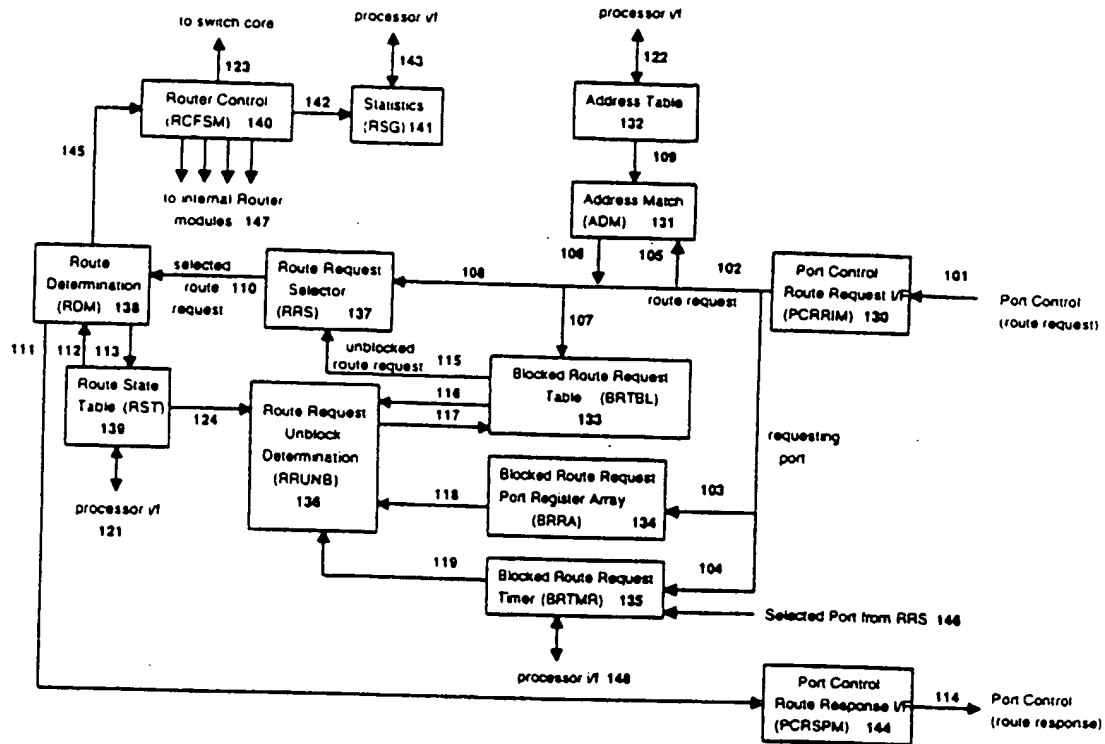 to switch core
processor i/f
processor i/f
123
143
122
Router Control
(RCFSM) 140
142
Statistics
(RSG) 141
Address Table
132
145
109
to internal Router
modules 147
Address Match
(ADM) 131
106
105
102
101
Route
Determination
(RDM) 138
selected
route
request
110
Route Request
Selector
(RRS) 137
108
route request
Port Control
Route Request I/F
(PCRRIM) 130
Port Control
(route request)
107
111
112
113
unblocked
route request
115
Route State
Table (RST)
139
124
Route Request
Unblock
Determination
(RRUNB)
136
116
117
Blocked Route Request
Table (BRTBL)
133
requesting
port
processor i/f
121
118
Blocked Route Request
Port Register Array
(BRRA) 134
103
119
Blocked Route Request
Timer (BRTMR) 135
104
Selected Port from RRS 146
processor i/f 148
Port Control
Route Response I/F
(PCRSPM) 144
114
Port Control
(route response)